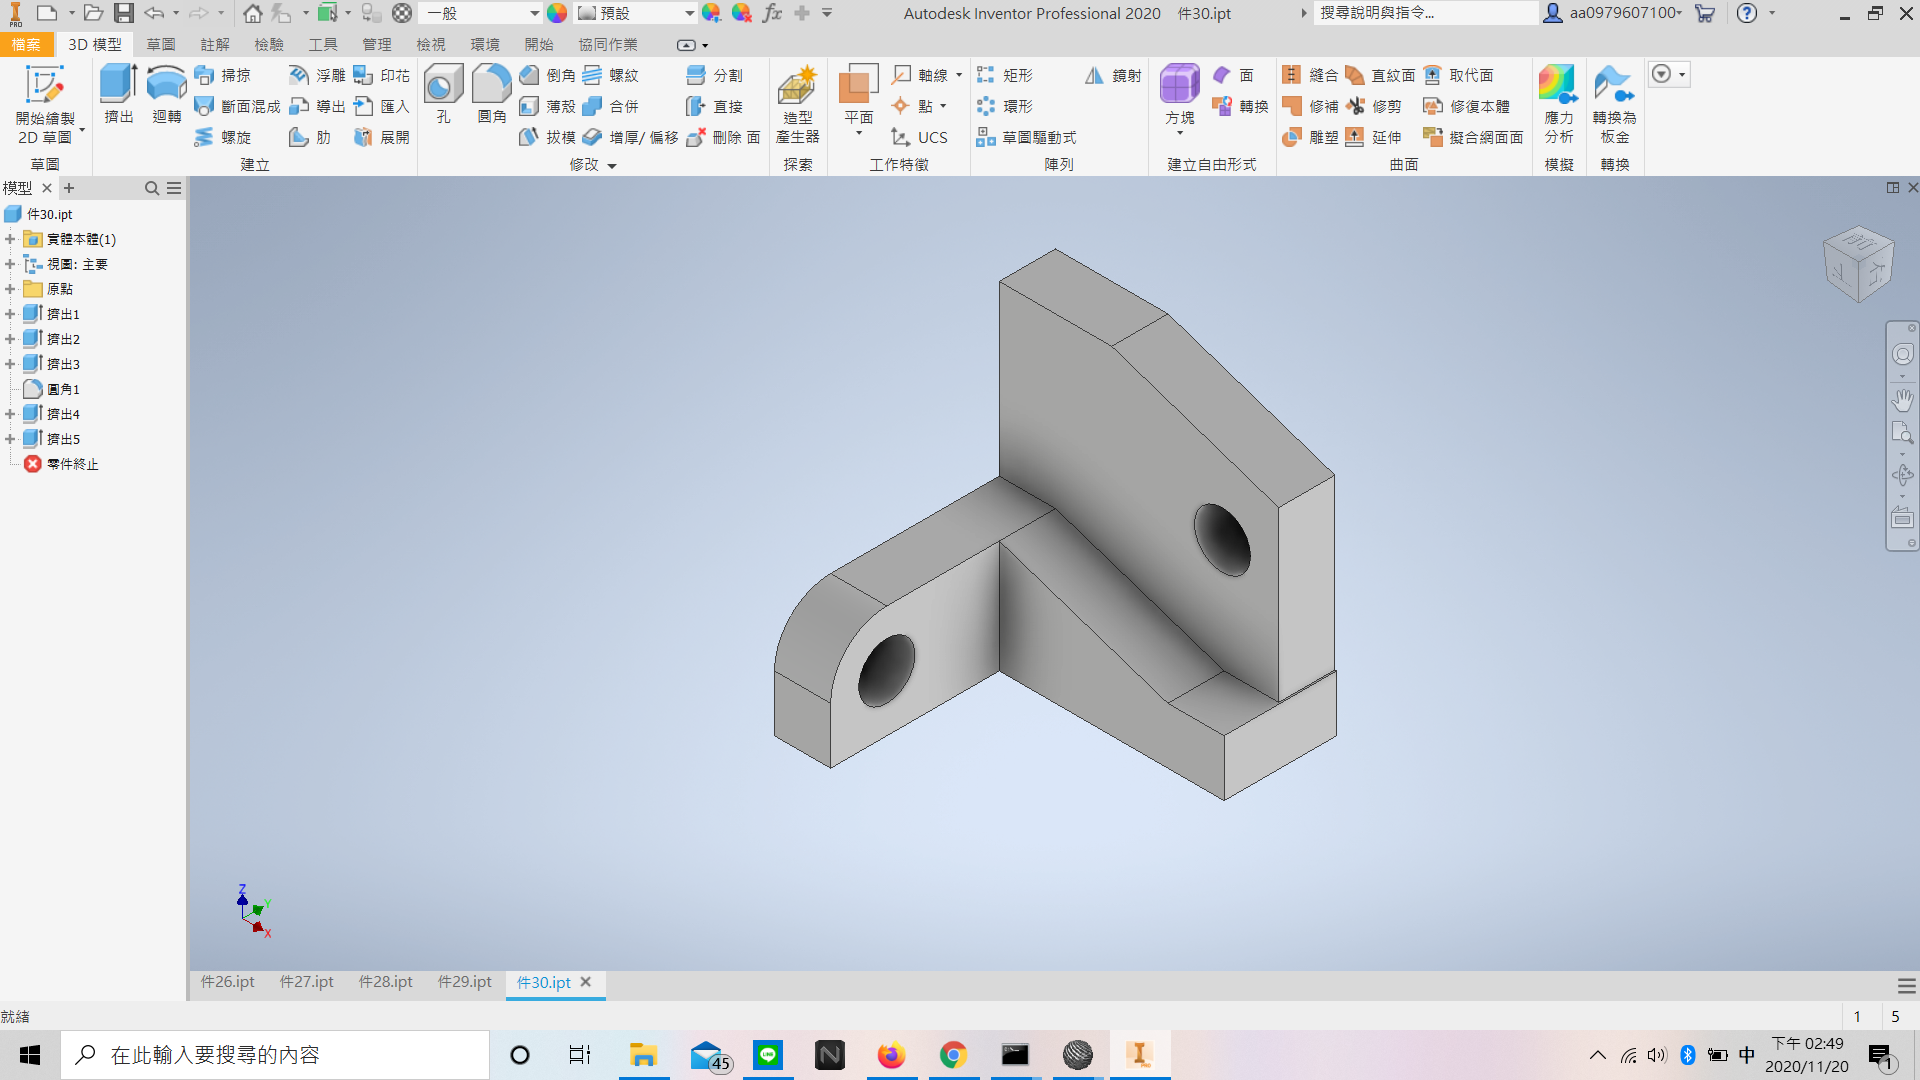 PRO
一般
預設
fx
Autodesk Inventor Professional 2020 件30.ipt
搜尋說明與指令...
aa0979607100
檔案 3D 模型 草圖 註解 檢驗 工具 管理 檢視 環境 開始 協同作業
開始繪製
2D 草圖
草圖
擠出 迴轉
掃掠 浮雕 印花
斷面混成 導出 匯入
螺旋 肋 展開
建立
孔 圓角
倒角 螺紋 分割
薄殼 合併 直接
拔模 增厚/ 偏移 刪除 面
修改
造型
產生器
探索
平面
軸線
點
UCS
工作特徵
矩形 鏡射
環形
草圖驅動式
陣列
方塊
面
轉換
建立自由形式
縫合 直紋面 取代面
修補 修剪 修復本體
雕塑 延伸 擬合網面面
曲面
應力
分析
模擬
轉換為
板金
轉換
模型
件30.ipt
實體本體(1)
視圖: 主要
原點
擠出1
擠出2
擠出3
圓角1
擠出4
擠出5
零件終止
Z
Y
X
件26.ipt 件27.ipt 件28.ipt 件29.ipt 件30.ipt
就緒
1 5
在此輸入要搜尋的內容
45
LINE
N
PRO
中
下午 02:49
2020/11/20
1